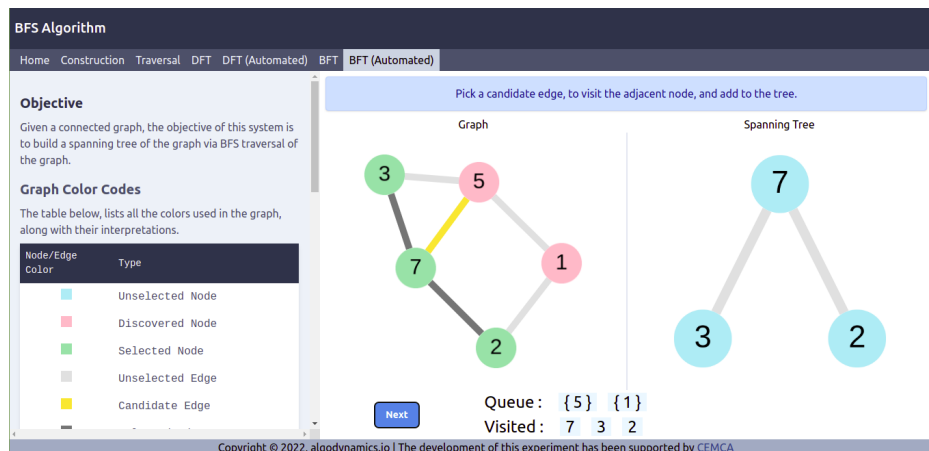 BFS Algorithm
Home Construction Traversal DFT DFT (Automated) BFT BFT (Automated)
Objective
Given a connected graph, the objective of this system is
to build a spanning tree of the graph via BFS traversal of
the graph.
Graph Color Codes
The table below, lists all the colors used in the graph,
along with their interpretations.
Node/Edge
Color
Type
Unselected Node
Discovered Node
Selected Node
Unselected Edge
Candidate Edge
Pick a candidate edge, to visit the adjacent node, and add to the tree.
Graph
3
5
7
1
2
Spanning Tree
7
3
2
Next
Queue : {5} {1}
Visited : 7 3 2
Copyright © 2022, algodynamics.io | The development of this experiment has been supported by CEMCA